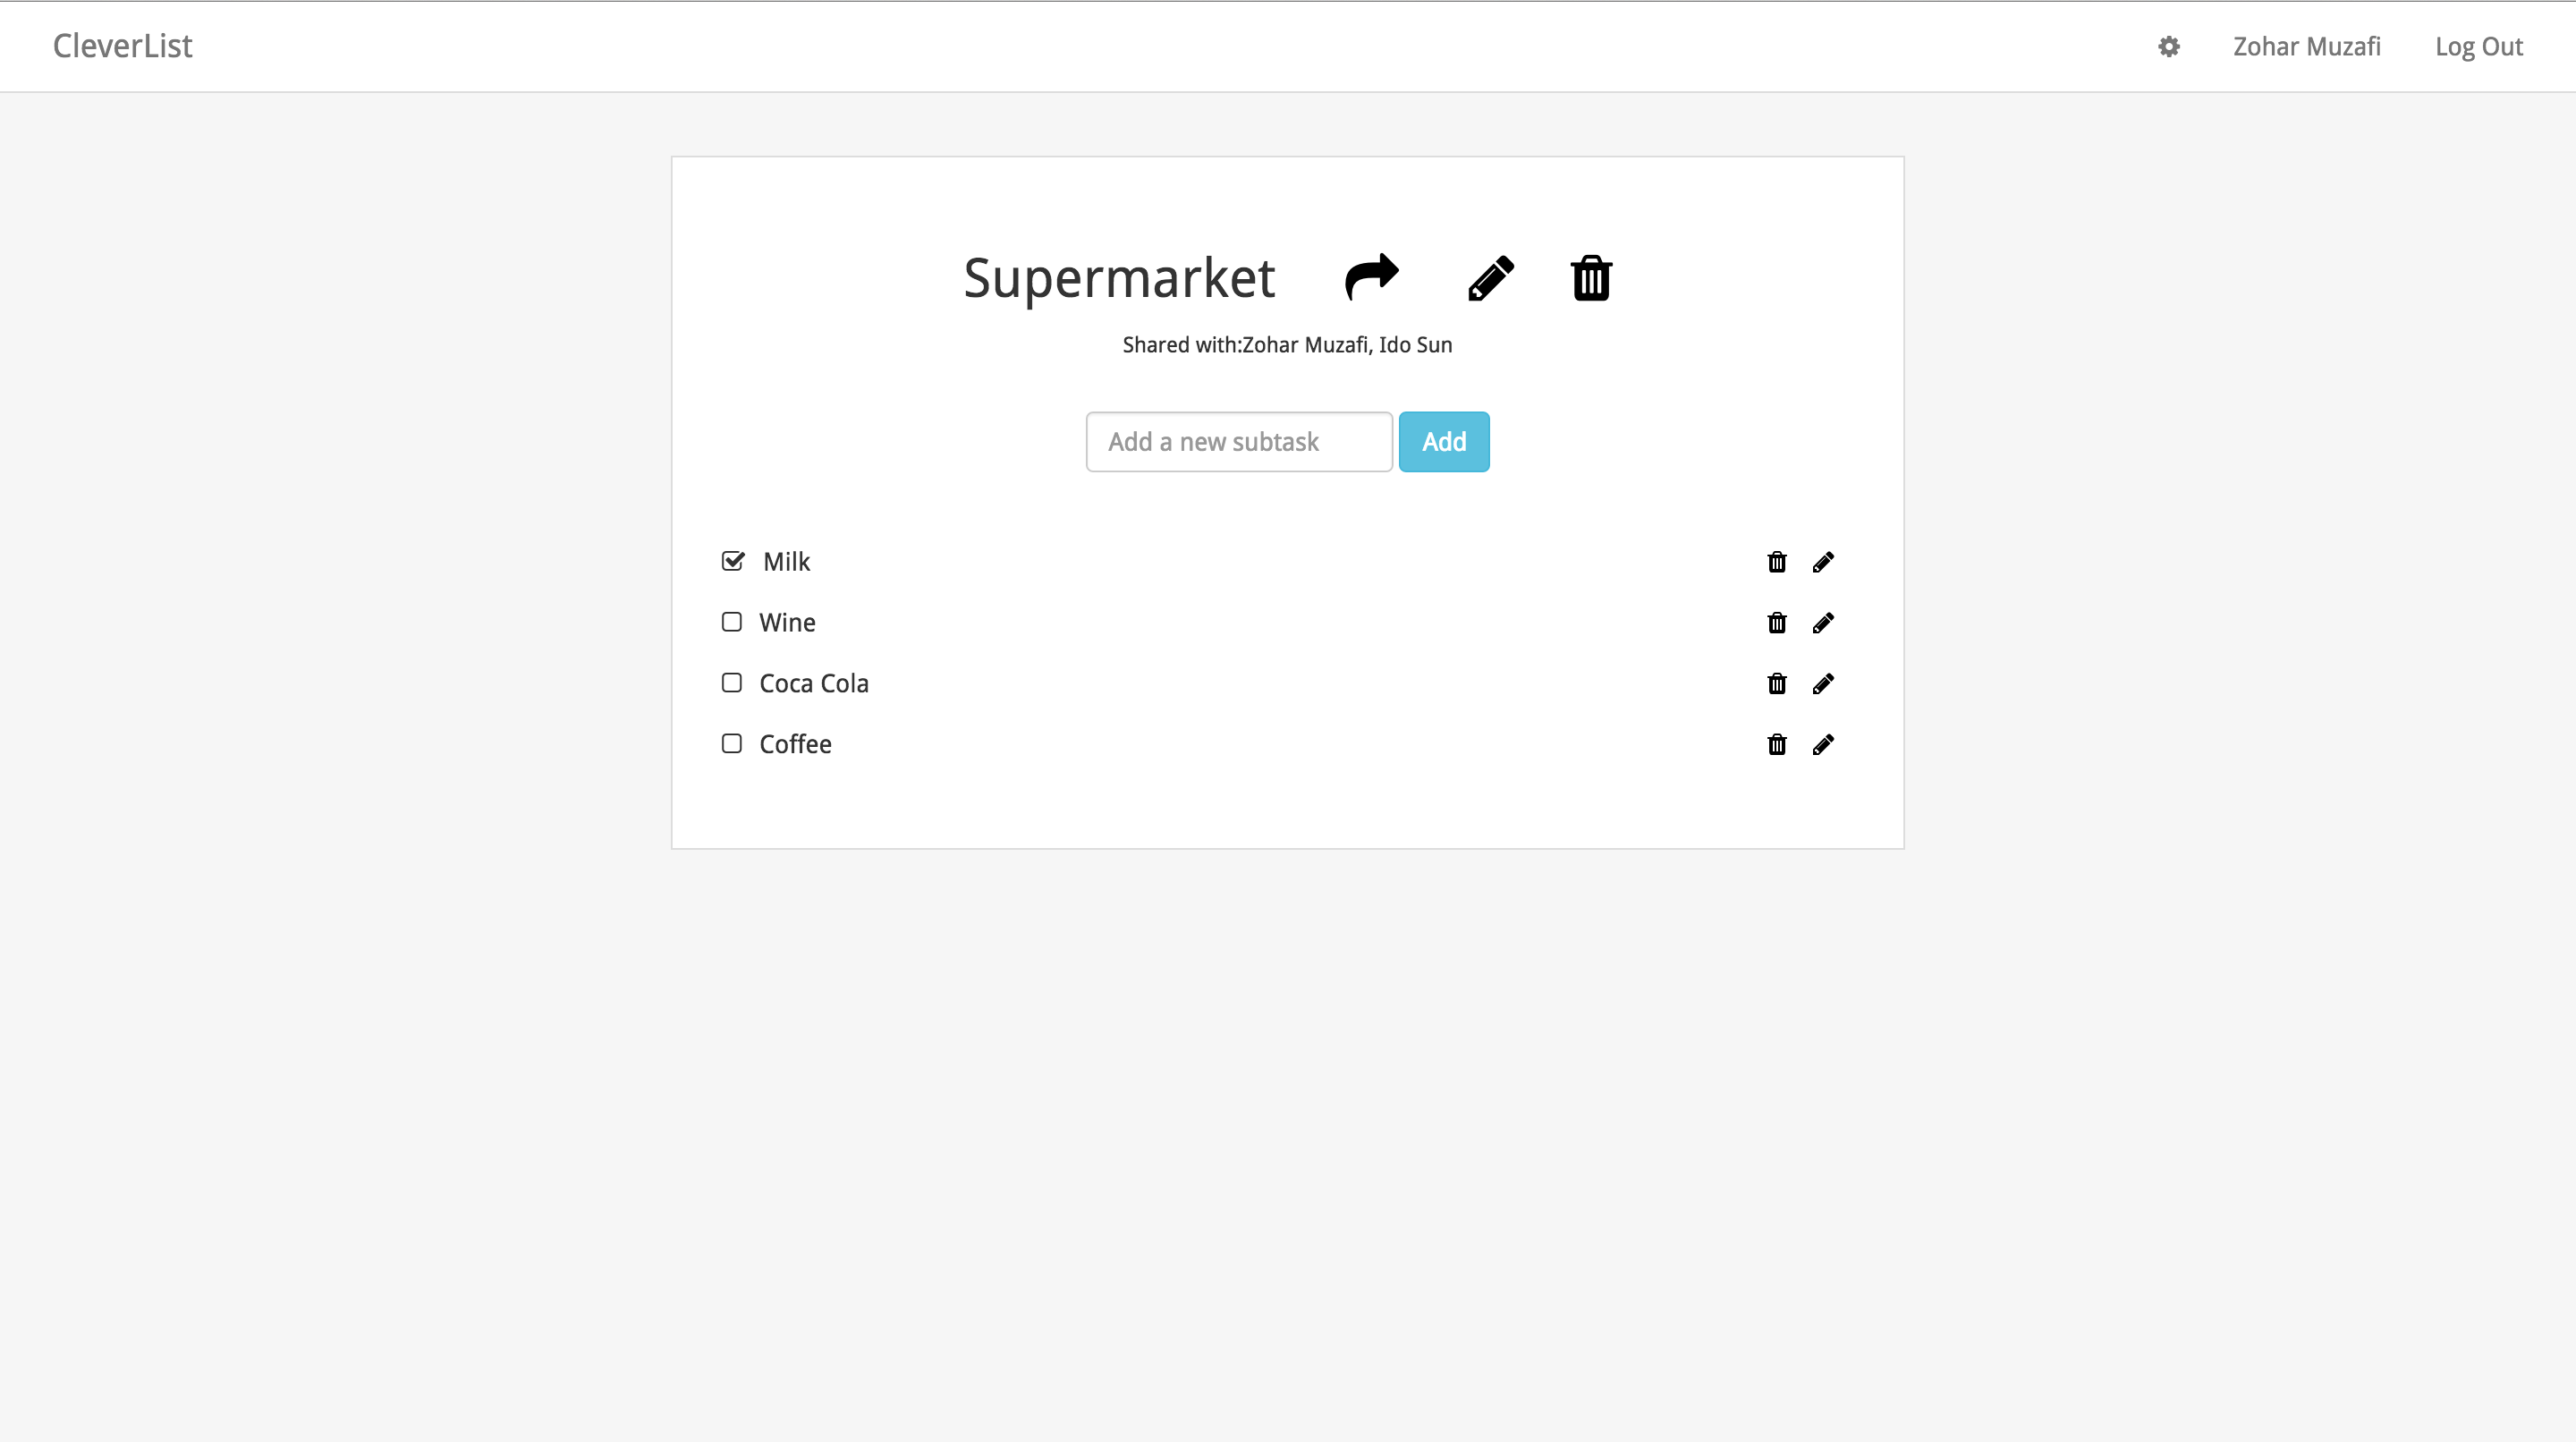 CleverList
Zohar Muzafi
Log Out
Supermarket
Shared with:Zohar Muzafi, Ido Sun
Add a new subtask
Add
Milk
Wine
Coca Cola
Coffee